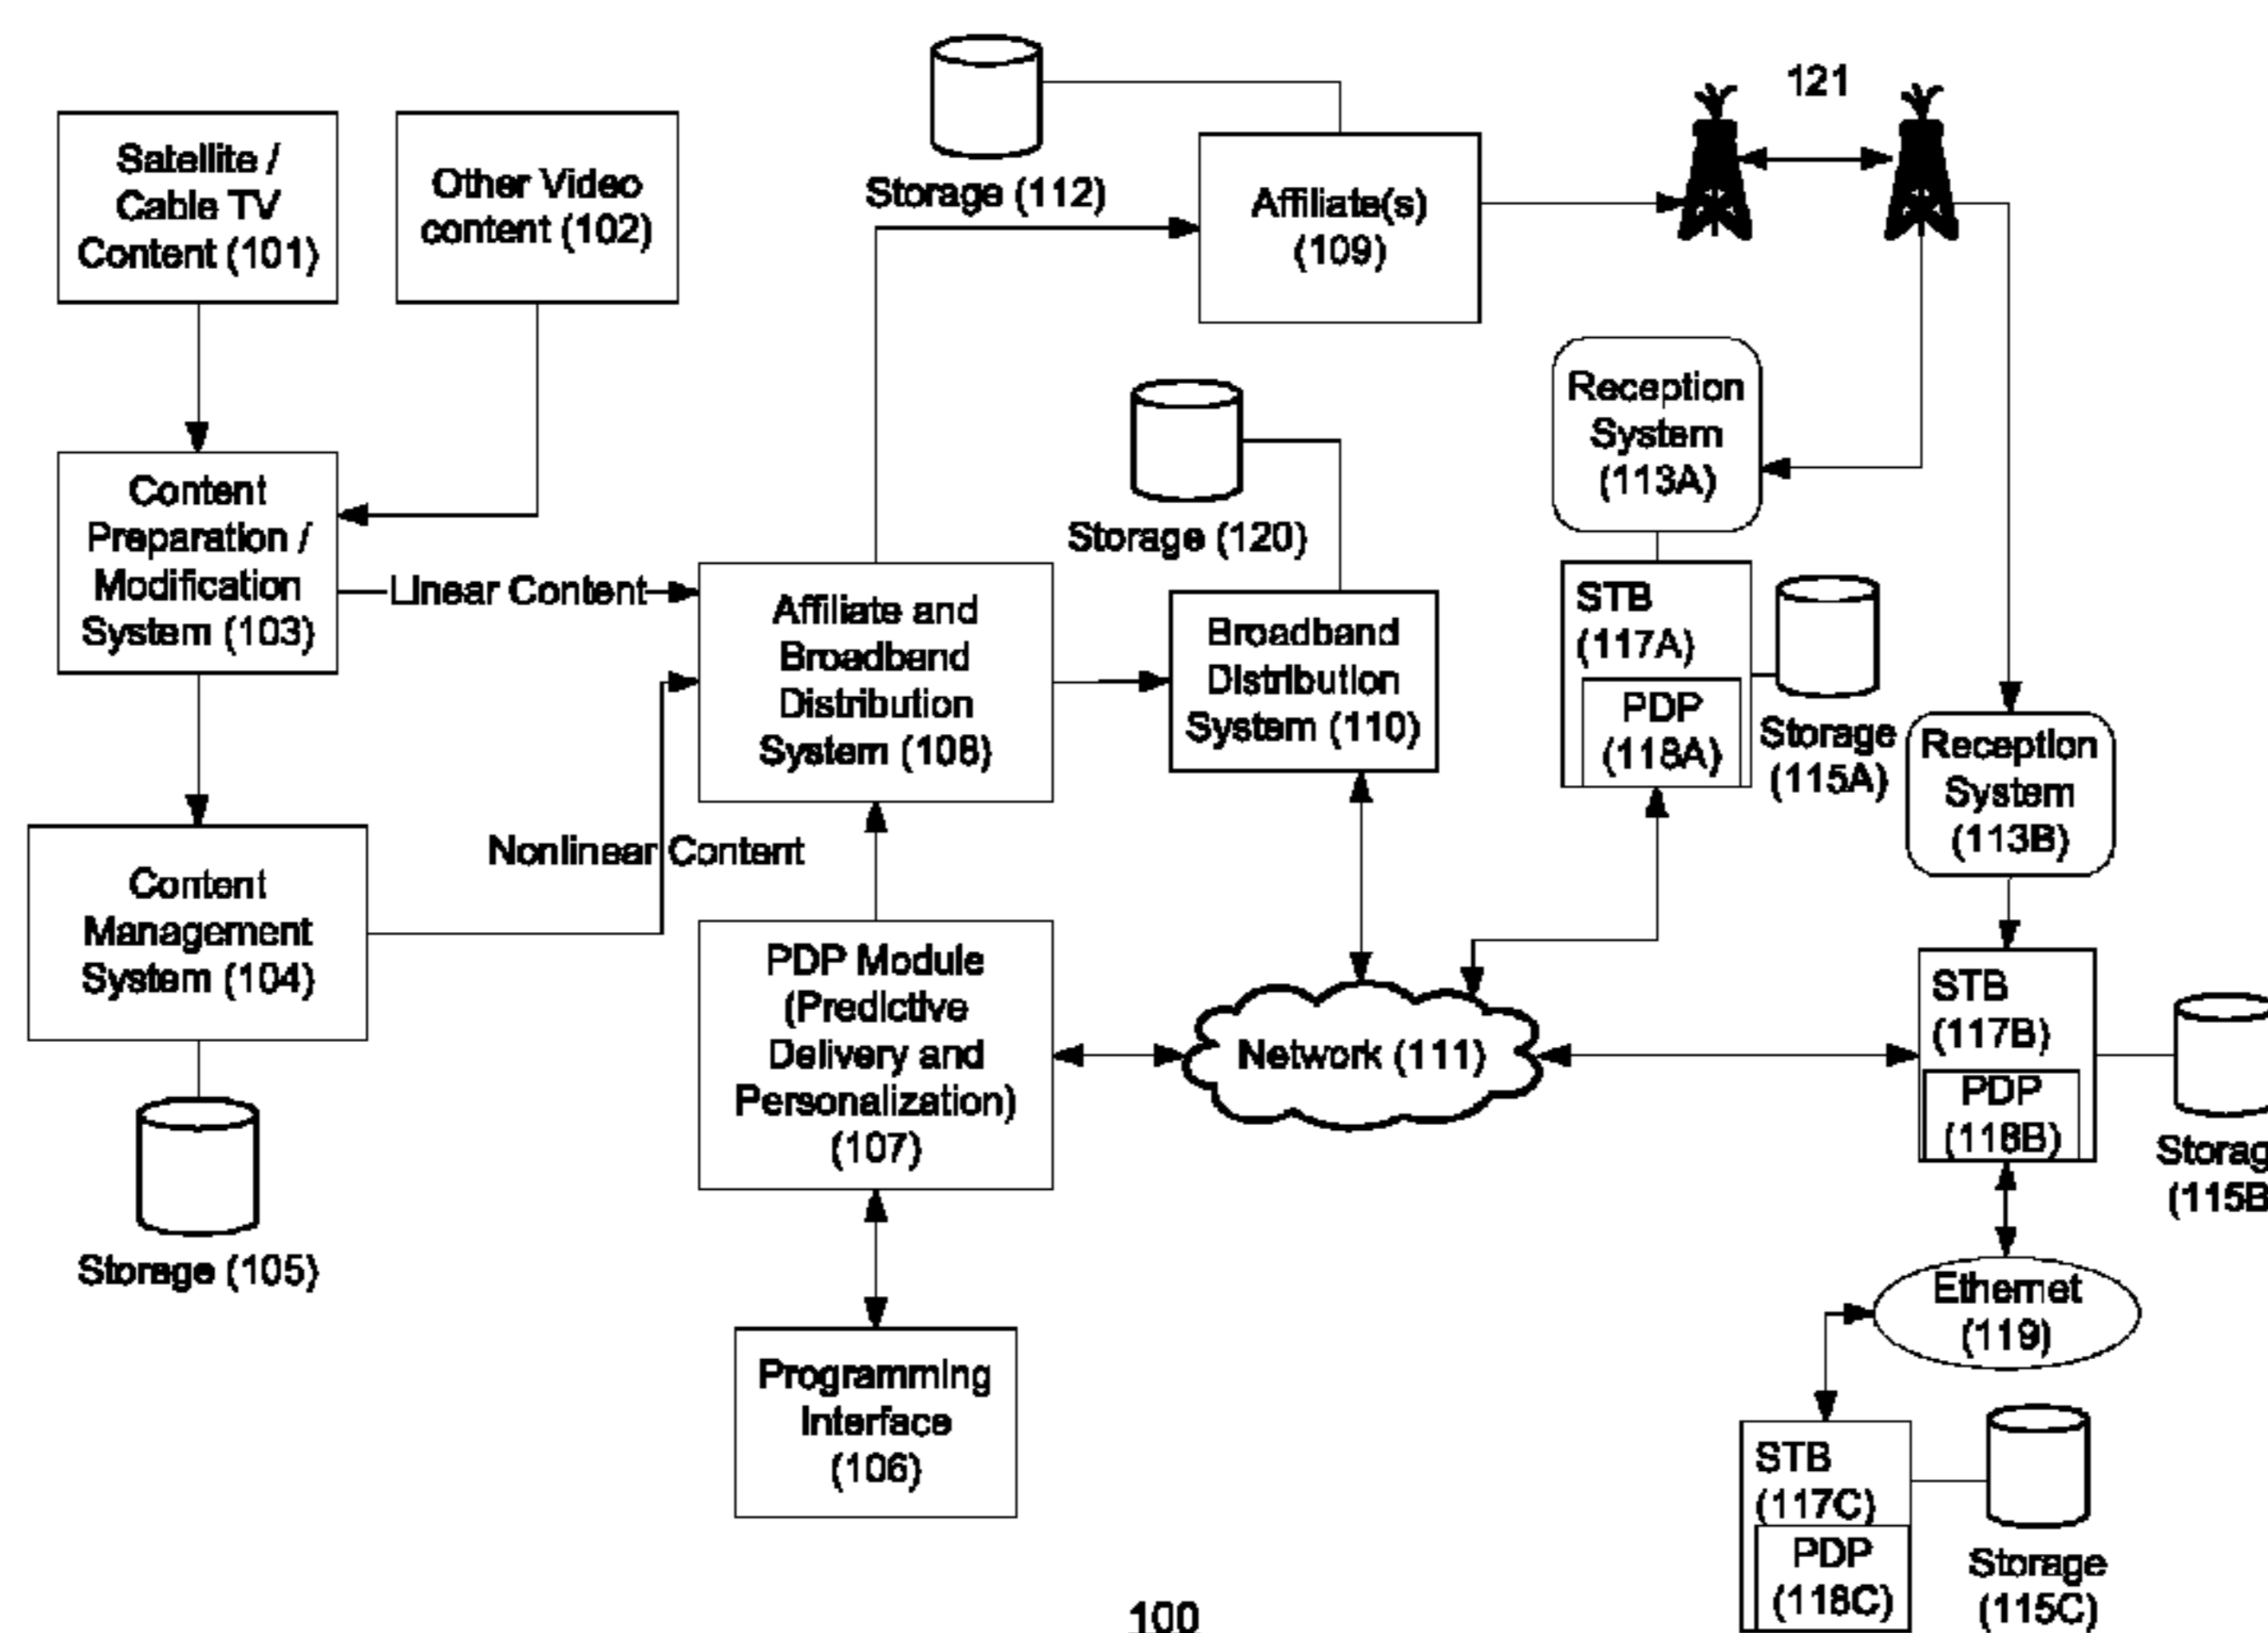 121
Satellite /
Cable TV
Content (101)
Other Video
content (102)
Storage (112)
Affiliate(s)
(109)
Reception
System
(113A)
Content
Preparation /
Modification
System (103)
Linear Content
Storage (120)
Affiliate and
Broadband
Distribution
System (108)
Broadband
Distribution
System (110)
STB
(117A)
PDP
(118A)
Storage
(115A)
Reception
System
(113B)
Nonlinear Content
Content
Management
System (104)
PDP Module
(Predictive
Delivery and
Personalization)
(107)
Network (111)
STB
(117B)
PDP
(118B)
Storag
(115B
Storage (105)
Ethernet
(119)
Programming
Interface
(106)
STB
(117C)
PDP
(118C)
Storage
(115C)
100